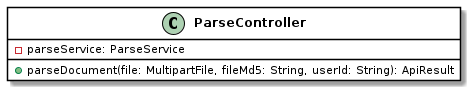 C ParseController
parseService: ParseService
parseDocument(file: MultipartFile, fileMd5: String, userId: String): ApiResult